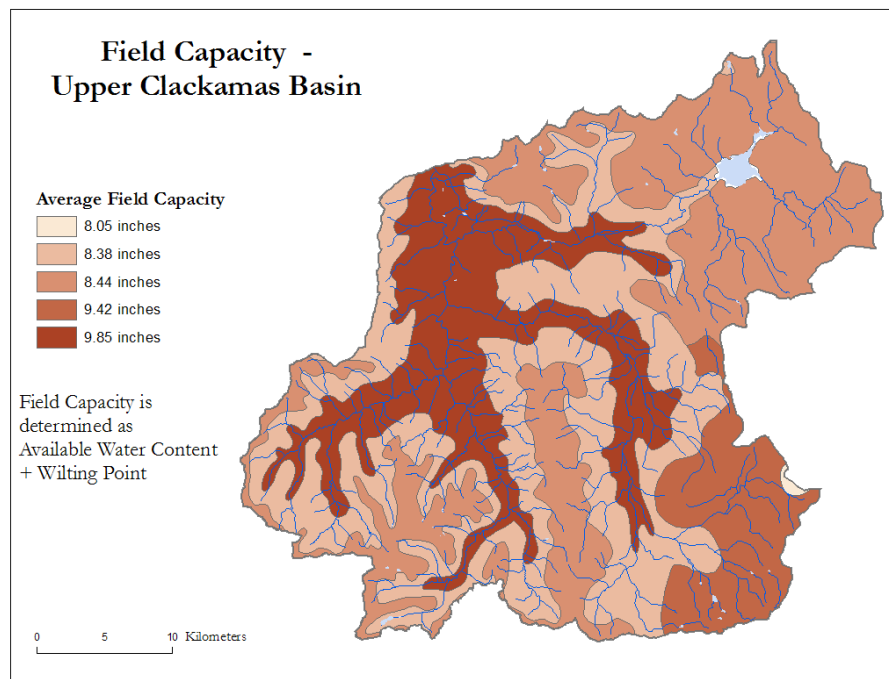 Field Capacity -
Upper Clackamas Basin
Average Field Capacity
8.05 inches
8.38 inches
8.44 inches
9.42 inches
9.85 inches
Field Capacity is
determined as
Available Water Content
+ Wilting Point
0 5 10 Kilometers